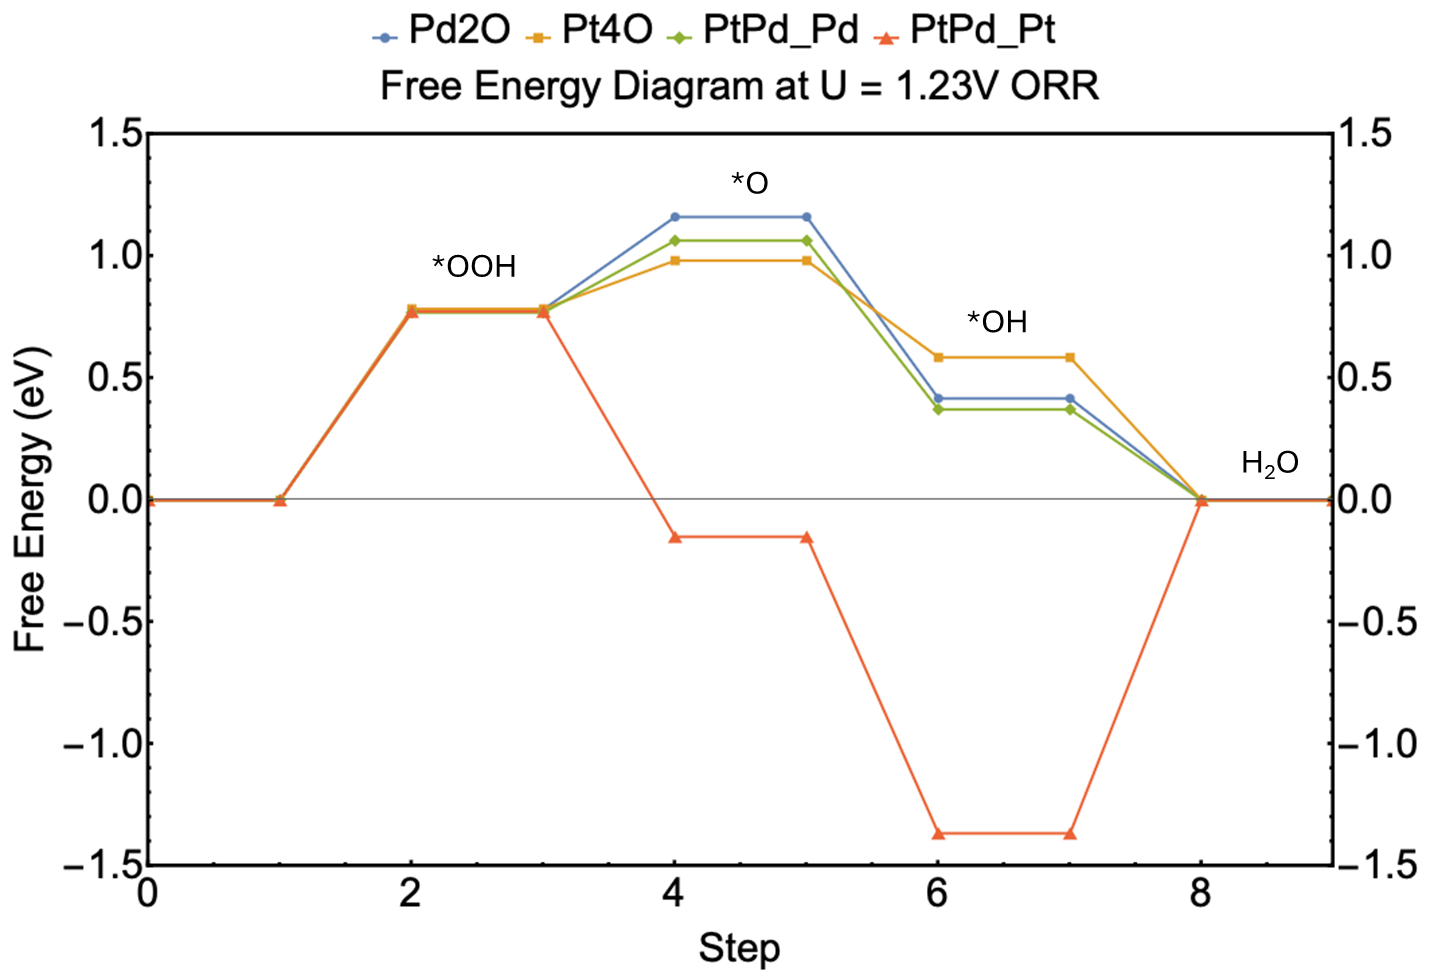 Pd2O Pt4O PtPd_Pd PtPd_Pt
Free Energy Diagram at U = 1.23V ORR
1.5 1.5
*O
1.0 1.0
*OOH
*OH
0.5 0.5
H₂O
0.0 0.0
−0.5 −0.5
−1.0 −1.0
−1.5 −1.5
Free Energy (eV)
0 2 4 6 8
Step